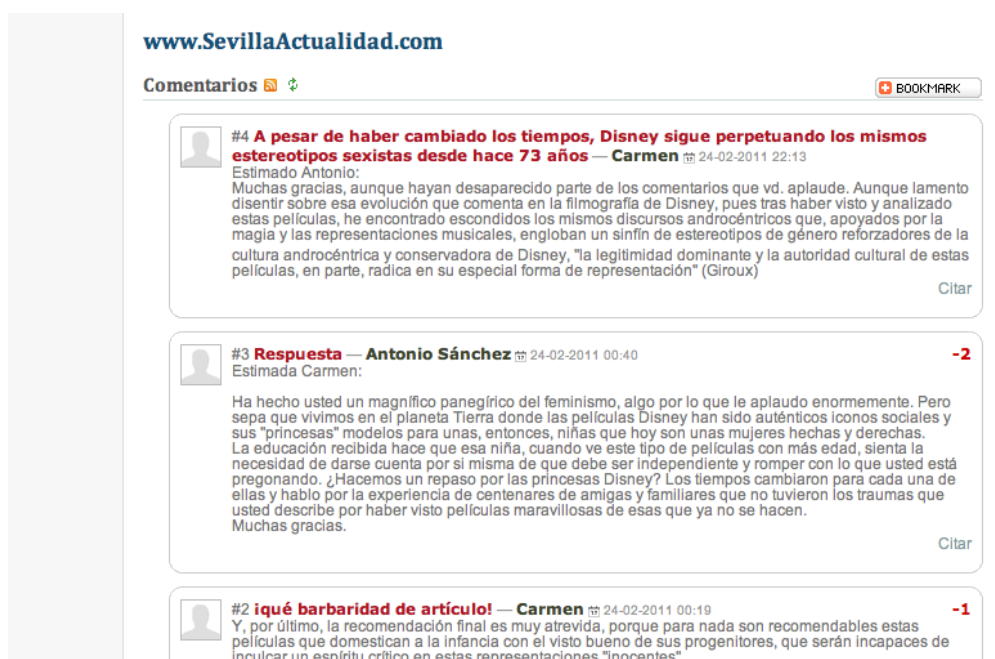 www.SevillaActualidad.com
Comentarios
BOOKMARK
#4 A pesar de haber cambiado los tiempos, Disney sigue perpetuando los mismos
estereotipos sexistas desde hace 73 años — Carmen 24-02-2011 22:13
Estimado Antonio:
Muchas gracias, aunque hayan desaparecido parte de los comentarios que vd. aplaude. Aunque lamento
disentir sobre esa evolución que comenta en la filmografía de Disney, pues tras haber visto y analizado
estas películas, he encontrado escondidos los mismos discursos androcéntricos que, apoyados por la
magia y las representaciones musicales, engloban un sinfín de estereotipos de género reforzadores de la
cultura androcéntrica y conservadora de Disney, "la legitimidad dominante y la autoridad cultural de estas
películas, en parte, radica en su especial forma de representación" (Giroux)
Citar
#3 Respuesta — Antonio Sánchez 24-02-2011 00:40 -2
Estimada Carmen:
Ha hecho usted un magnífico panegírico del feminismo, algo por lo que le aplaudo enormemente. Pero
sepa que vivimos en el planeta Tierra donde las películas Disney han sido auténticos iconos sociales y
sus "princesas" modelos para unas, entonces, niñas que hoy son unas mujeres hechas y derechas.
La educación recibida hace que esa niña, cuando ve este tipo de películas con más edad, sienta la
necesidad de darse cuenta por si misma de que debe ser independiente y romper con lo que usted está
pregonando. ¿Hacemos un repaso por las princesas Disney? Los tiempos cambiaron para cada una de
ellas y hablo por la experiencia de centenares de amigas y familiares que no tuvieron los traumas que
usted describe por haber visto películas maravillosas de esas que ya no se hacen.
Muchas gracias.
Citar
#2 ¡qué barbaridad de artículo! — Carmen 24-02-2011 00:19 -1
Y, por último, la recomendación final es muy atrevida, porque para nada son recomendables estas
películas que domestican a la infancia con el visto bueno de sus progenitores, que serán incapaces de
inculcar un espíritu crítico en estas representaciones "inocentes"